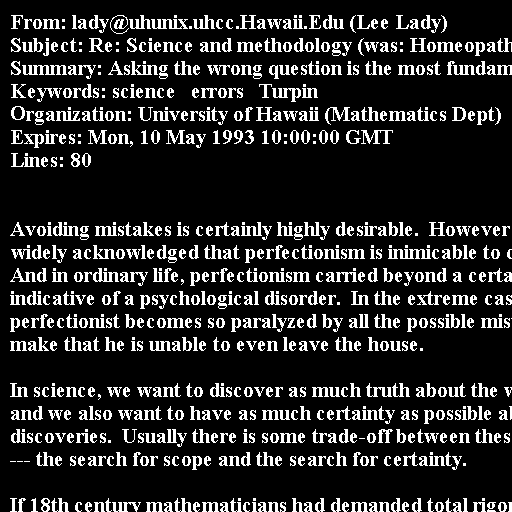 From: lady@uhunix.uhcc.Hawaii.Edu (Lee Lady)
Subject: Re: Science and methodology (was: Homeopath
Summary: Asking the wrong question is the most fundam
Keywords: science   errors   Turpin
Organization: University of Hawaii (Mathematics Dept)
Expires: Mon, 10 May 1993 10:00:00 GMT
Lines: 80

Avoiding mistakes is certainly highly desirable.  However
widely acknowledged that perfectionism is inimicable to c
And in ordinary life, perfectionism carried beyond a certa
indicative of a psychological disorder.  In the extreme cas
perfectionist becomes so paralyzed by all the possible mis
make that he is unable to even leave the house.

In science, we want to discover as much truth about the w
and we also want to have as much certainty as possible a
discoveries.  Usually there is some trade-off between thes
--- the search for scope and the search for certainty.

If 18th century mathematicians had demanded total rigo